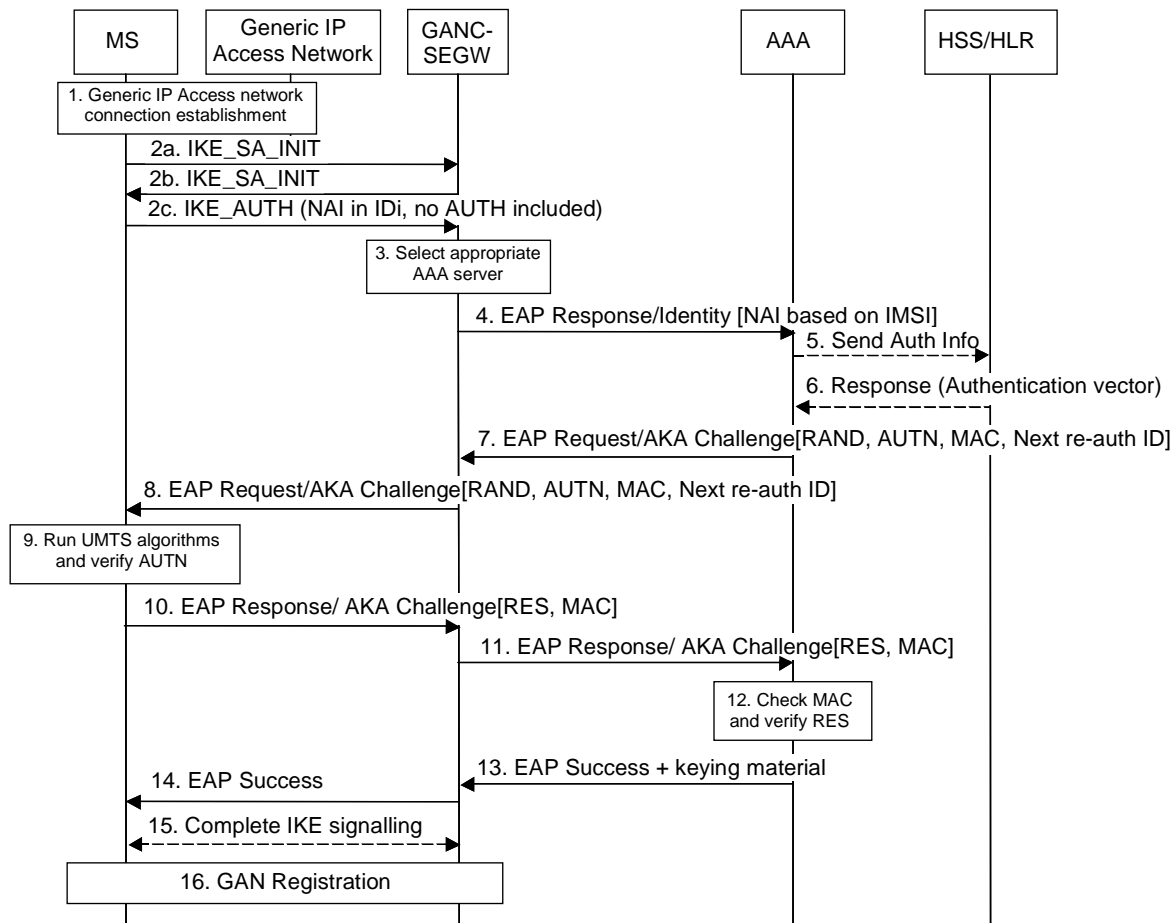 MS
Generic IP
Access Network
GANC-
SEGW
AAA
HSS/HLR
1. Generic IP Access network
connection establishment
2a. IKE_SA_INIT
2b. IKE_SA_INIT
2c. IKE_AUTH (NAI in IDi, no AUTH included)
3. Select appropriate
AAA server
4. EAP Response/Identity [NAI based on IMSI]
5. Send Auth Info
6. Response (Authentication vector)
7. EAP Request/AKA Challenge[RAND, AUTN, MAC, Next re-auth ID]
8. EAP Request/AKA Challenge[RAND, AUTN, MAC, Next re-auth ID]
9. Run UMTS algorithms
and verify AUTN
10. EAP Response/ AKA Challenge[RES, MAC]
11. EAP Response/ AKA Challenge[RES, MAC]
12. Check MAC
and verify RES
13. EAP Success + keying material
14. EAP Success
15. Complete IKE signalling
16. GAN Registration